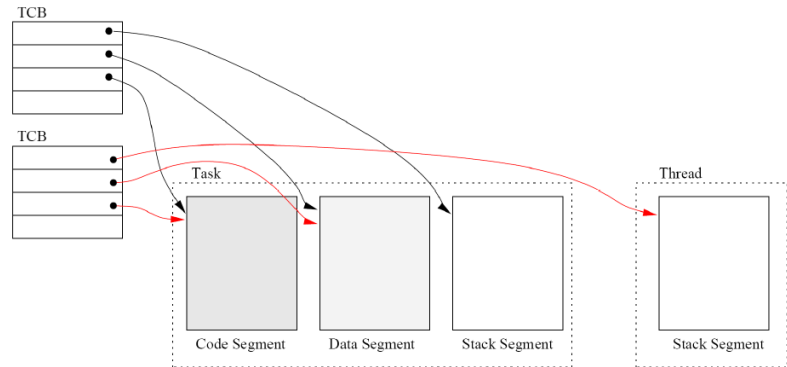 TCB
TCB
Task
Thread
Code Segment
Data Segment
Stack Segment
Stack Segment